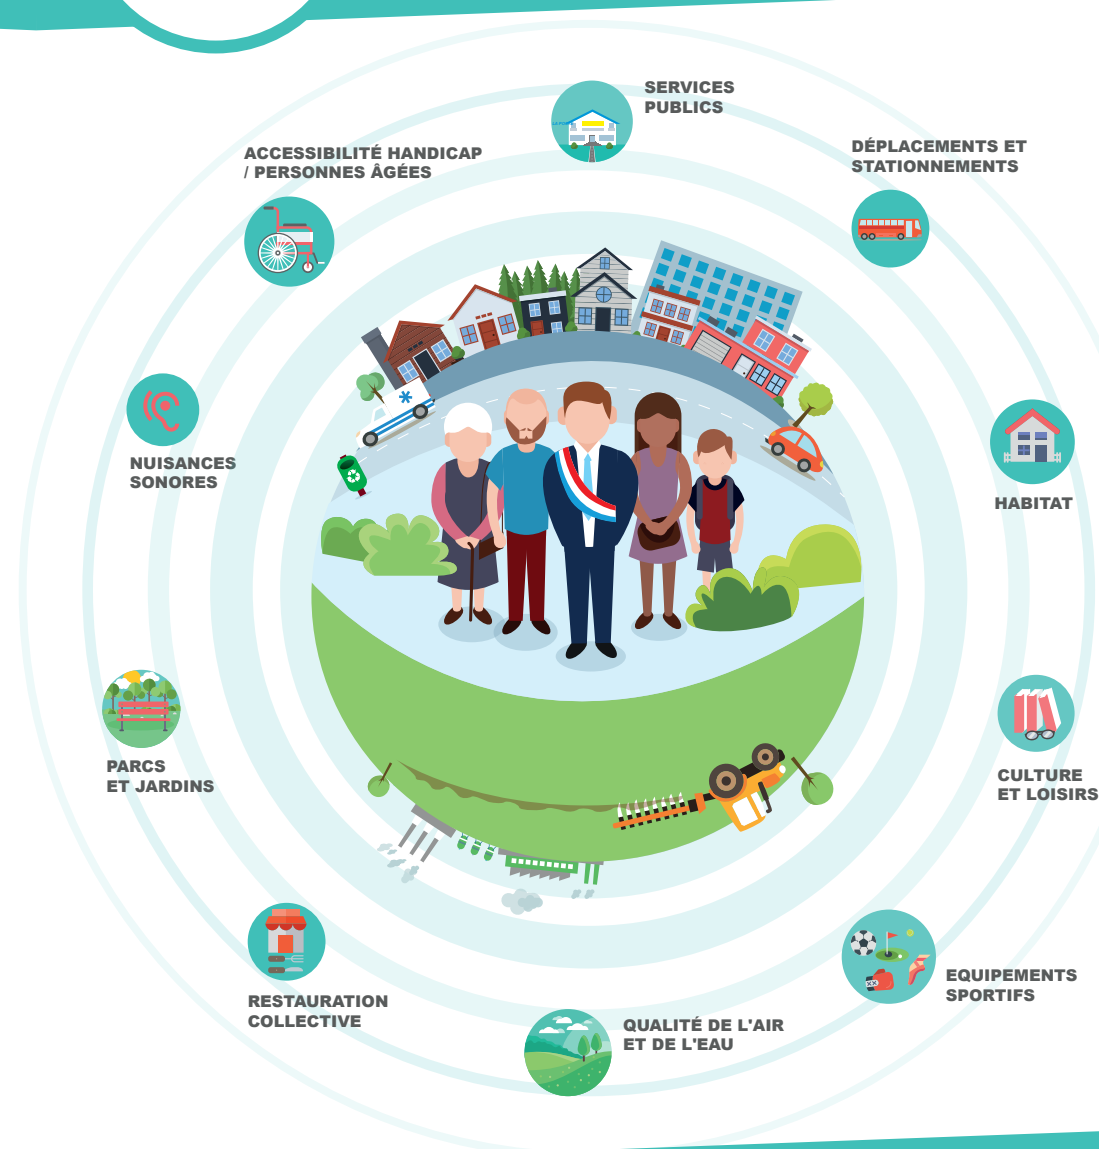 SERVICES
PUBLICS
DÉPLACEMENTS ET
STATIONNEMENTS
ACCESSIBILITÉ HANDICAP
/ PERSONNES ÂGÉES
NUISANCES
SONORES
HABITAT
PARCS
ET JARDINS
CULTURE
ET LOISIRS
RESTAURATION
COLLECTIVE
EQUIPEMENTS
SPORTIFS
QUALITÉ DE L'AIR
ET DE L'EAU